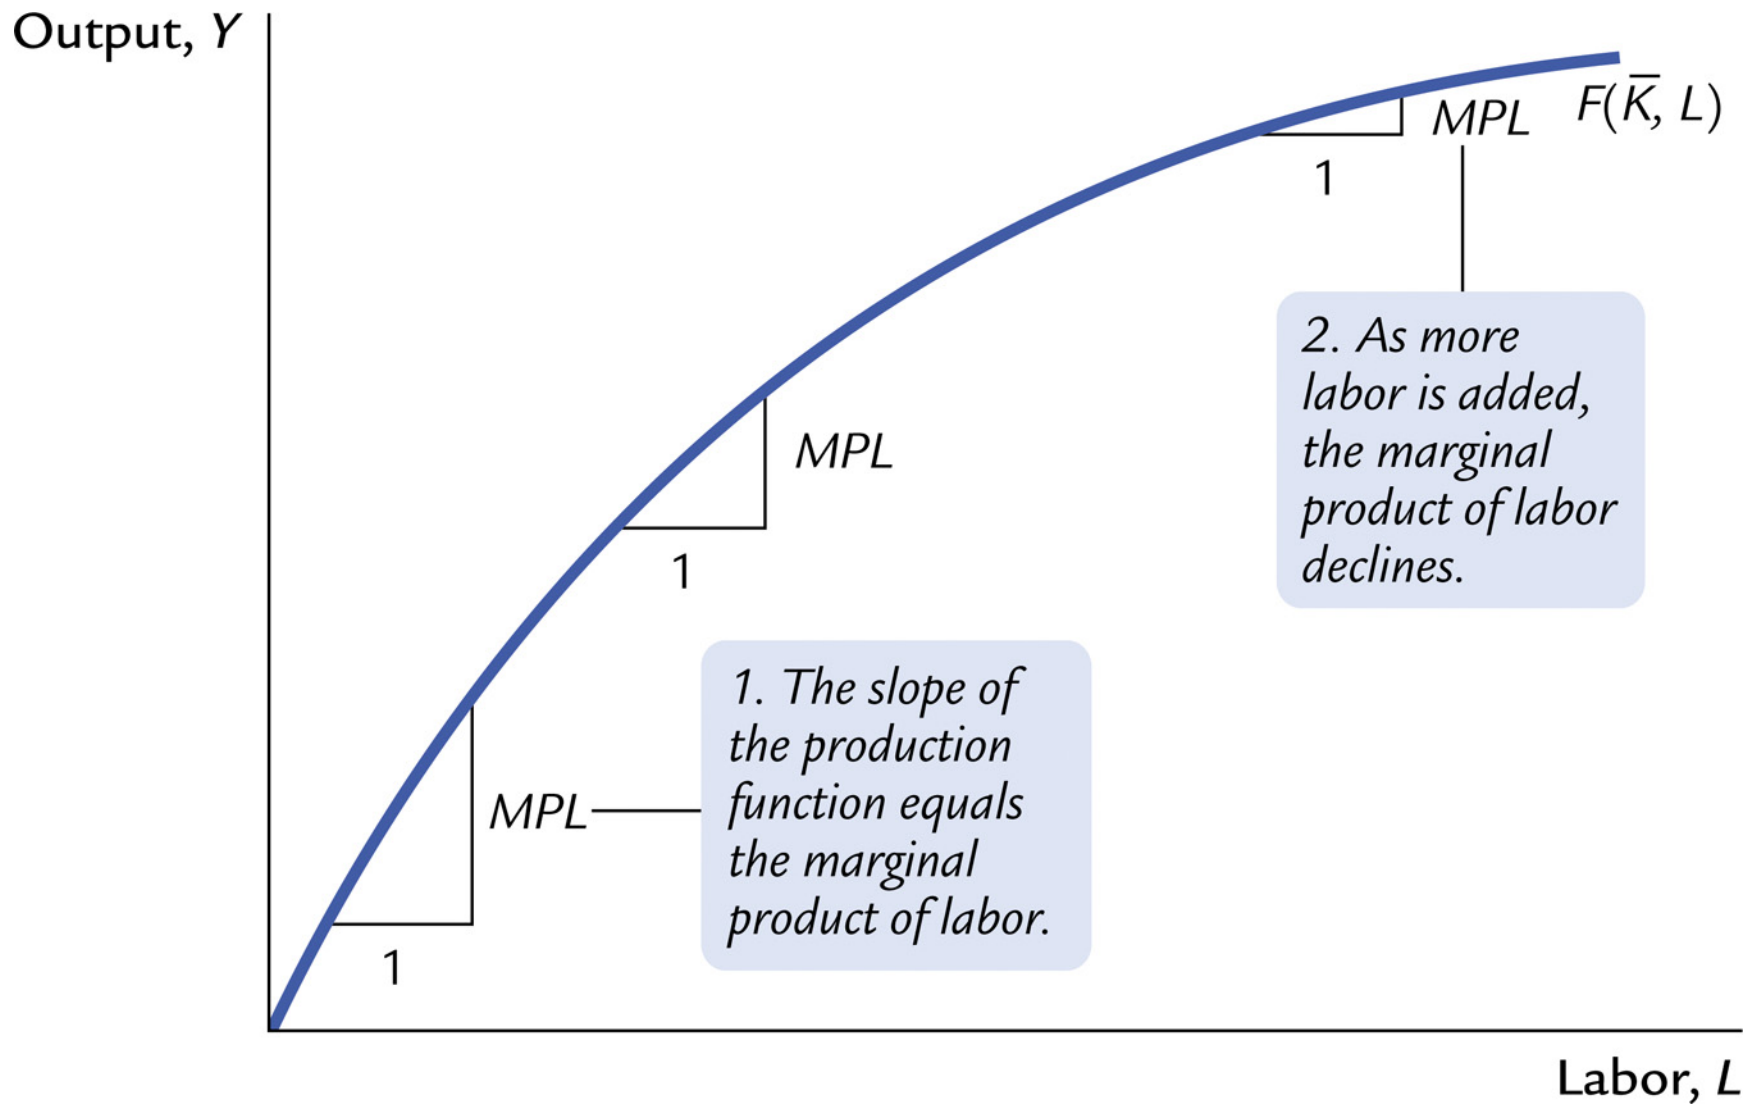 Output, Y
F(K̅, L)
MPL
1
2. As more
labor is added,
the marginal
product of labor
declines.
MPL
1
1. The slope of
the production
function equals
the marginal
product of labor.
MPL
1
Labor, L